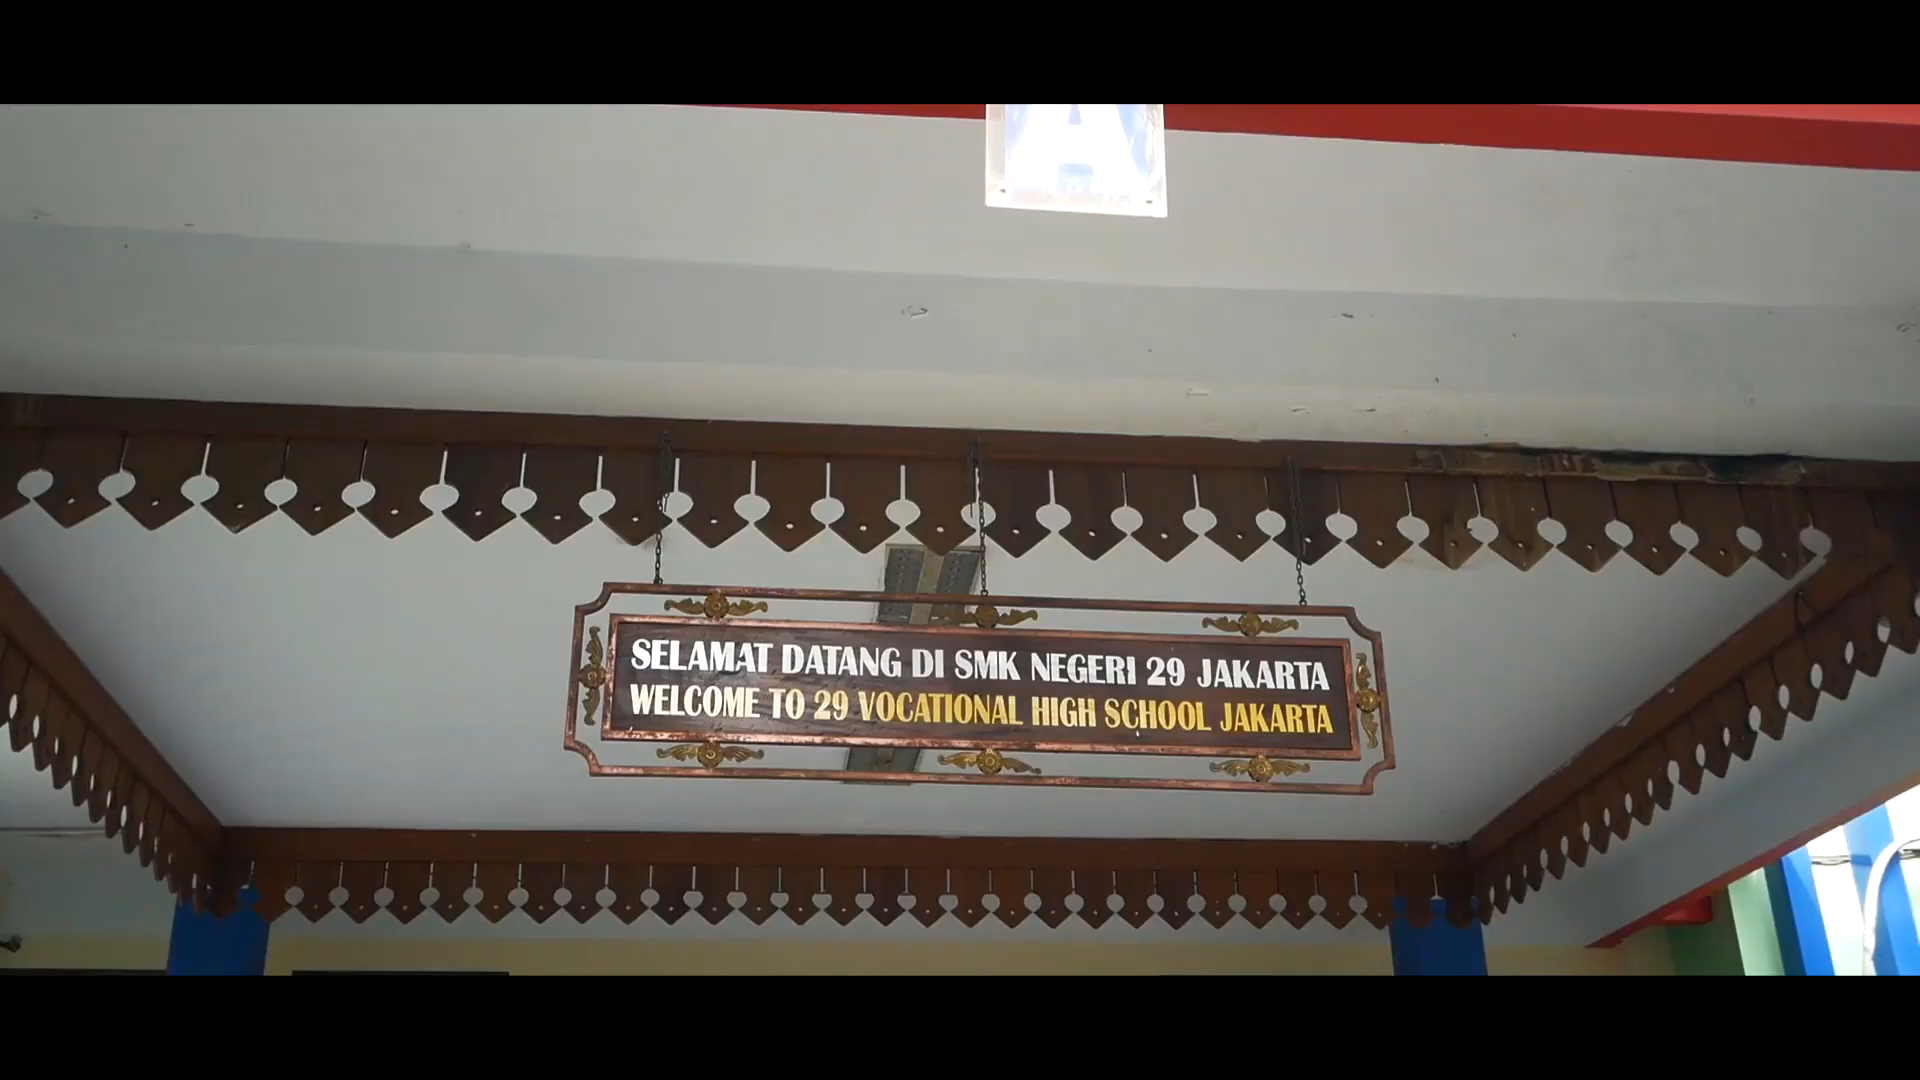 A
SELAMAT DATANG DI SMK NEGERI 29 JAKARTA
WELCOME TO 29 VOCATIONAL HIGH SCHOOL JAKARTA